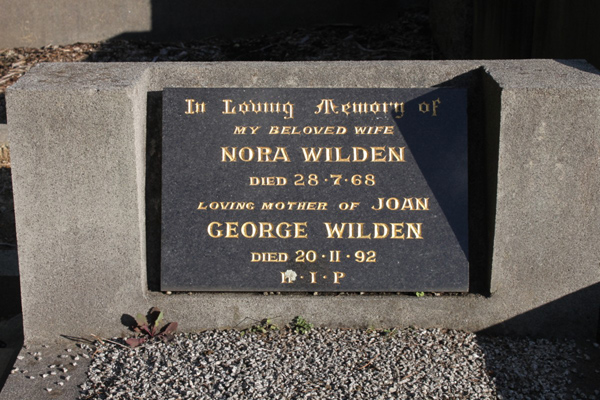 In Loving Memory of
MY BELOVED WIFE
NORA WILDEN
DIED 28·7·68
LOVING MOTHER OF JOAN
GEORGE WILDEN
DIED 20·11·92
R·I·P